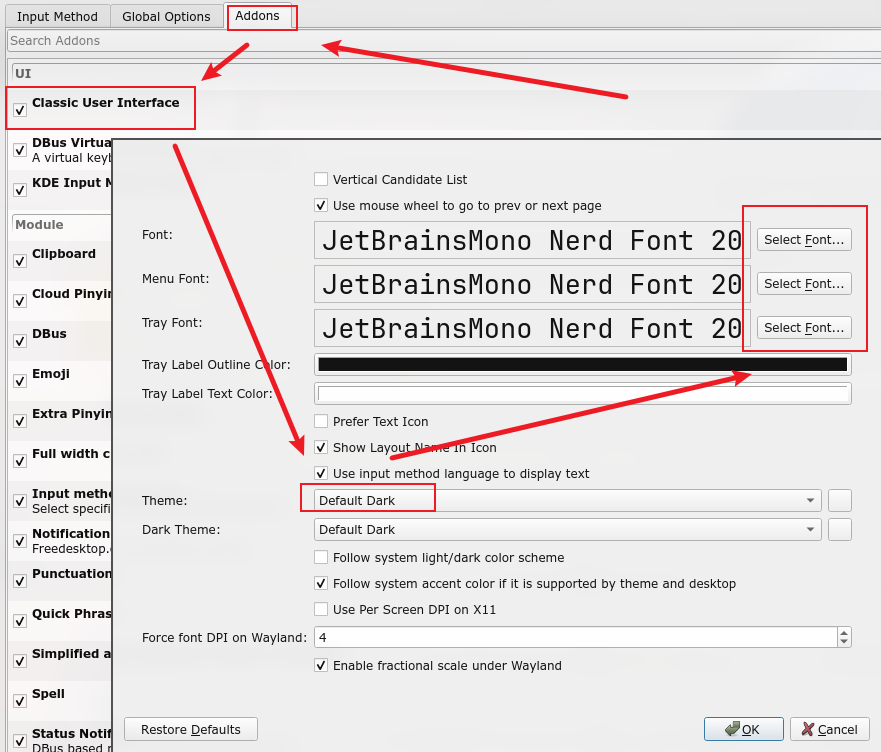 Input Method
Global Options
Addons
Search Addons
UI
Classic User Interface
DBus Virtua
A virtual keyb
KDE Input M
Module
Clipboard
Cloud Pinyin
DBus
Emoji
Extra Pinyin
Full width c
Input metho
Select specifi
Notification
Freedesktop.o
Punctuation
Quick Phras
Simplified a
Spell
Status Notif
DBus based n
Vertical Candidate List
Use mouse wheel to go to prev or next page
Font: JetBrainsMono Nerd Font 20 Select Font...
Menu Font: JetBrainsMono Nerd Font 20 Select Font...
Tray Font: JetBrainsMono Nerd Font 20 Select Font...
Tray Label Outline Color:
Tray Label Text Color:
Prefer Text Icon
Show Layout Name In Icon
Use input method language to display text
Theme: Default Dark
Dark Theme: Default Dark
Follow system light/dark color scheme
Follow system accent color if it is supported by theme and desktop
Use Per Screen DPI on X11
Force font DPI on Wayland: 4
Enable fractional scale under Wayland
Restore Defaults
OK
Cancel